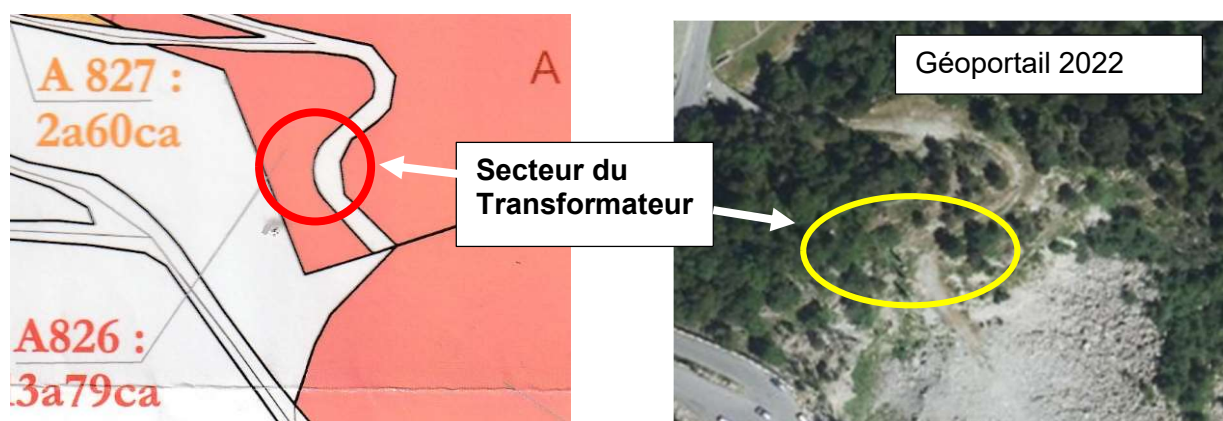 A 827 :
2a60ca
A
A826 :
3a79ca
Secteur du
Transformateur
Géoportail 2022